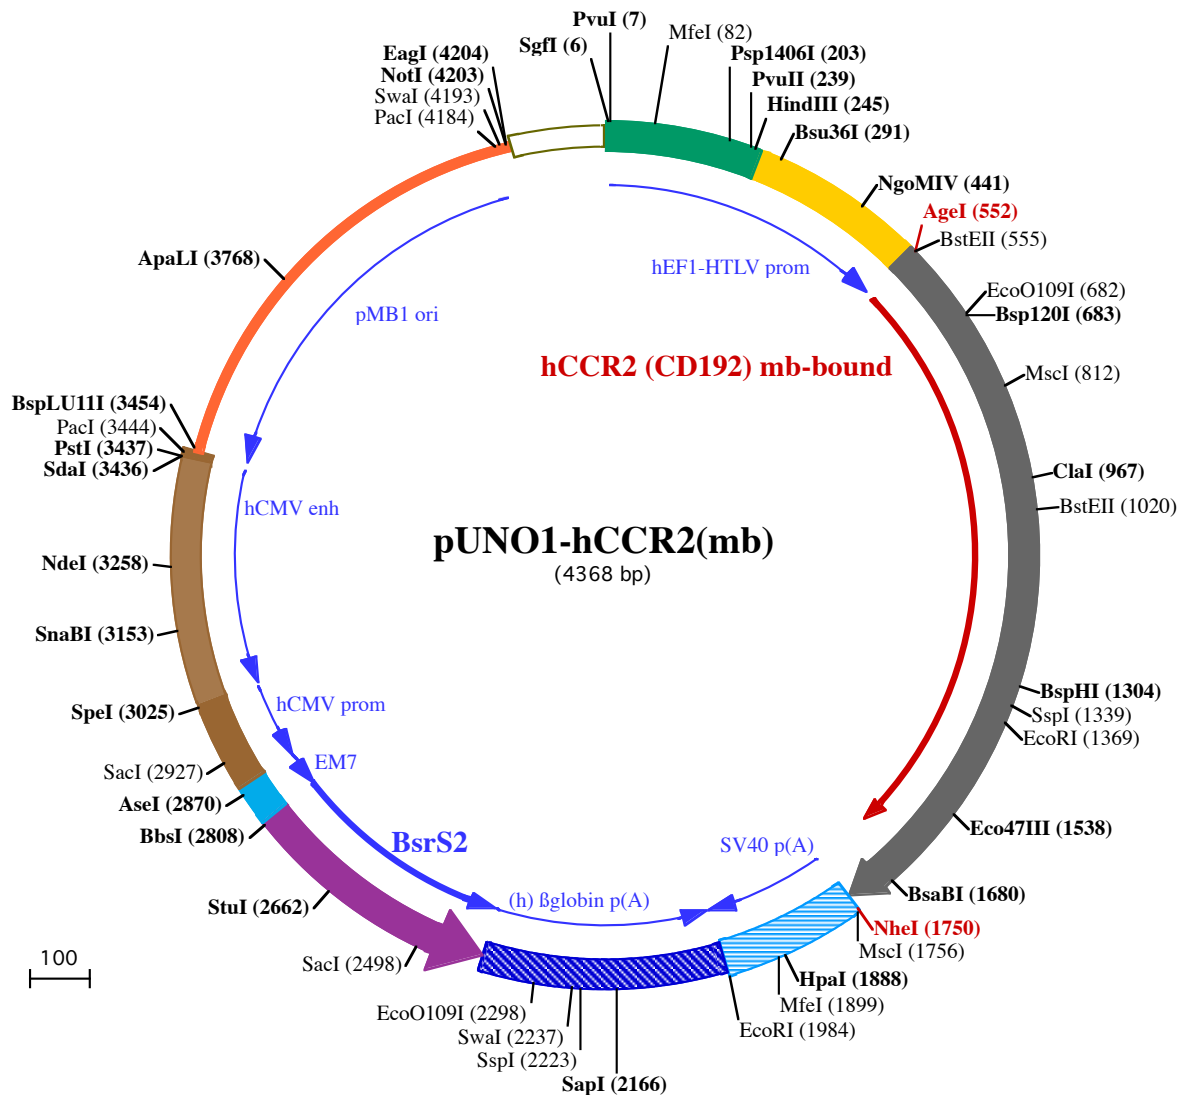 PvuI (7)
SgfI (6)
MfeI (82)
EagI (4204)
Psp1406I (203)
NotI (4203)
PvuII (239)
SwaI (4193)
HindIII (245)
PacI (4184)
Bsu36I (291)
NgoMIV (441)
AgeI (552)
BstEII (555)
ApaLI (3768)
hEF1-HTLV prom
EcoO109I (682)
pMB1 ori
Bsp120I (683)
hCCR2 (CD192) mb-bound
MscI (812)
BspLU11I (3454)
PacI (3444)
PstI (3437)
SdaI (3436)
ClaI (967)
hCMV enh
BstEII (1020)
pUNO1-hCCR2(mb)
(4368 bp)
NdeI (3258)
SnaBI (3153)
BspHI (1304)
hCMV prom
SpeI (3025)
SspI (1339)
EcoRI (1369)
EM7
SacI (2927)
AseI (2870)
Eco47III (1538)
BbsI (2808)
BsrS2
SV40 p(A)
BsaBI (1680)
(h) ßglobin p(A)
StuI (2662)
NheI (1750)
MscI (1756)
100
SacI (2498)
HpaI (1888)
MfeI (1899)
EcoO109I (2298)
EcoRI (1984)
SwaI (2237)
SspI (2223)
SapI (2166)